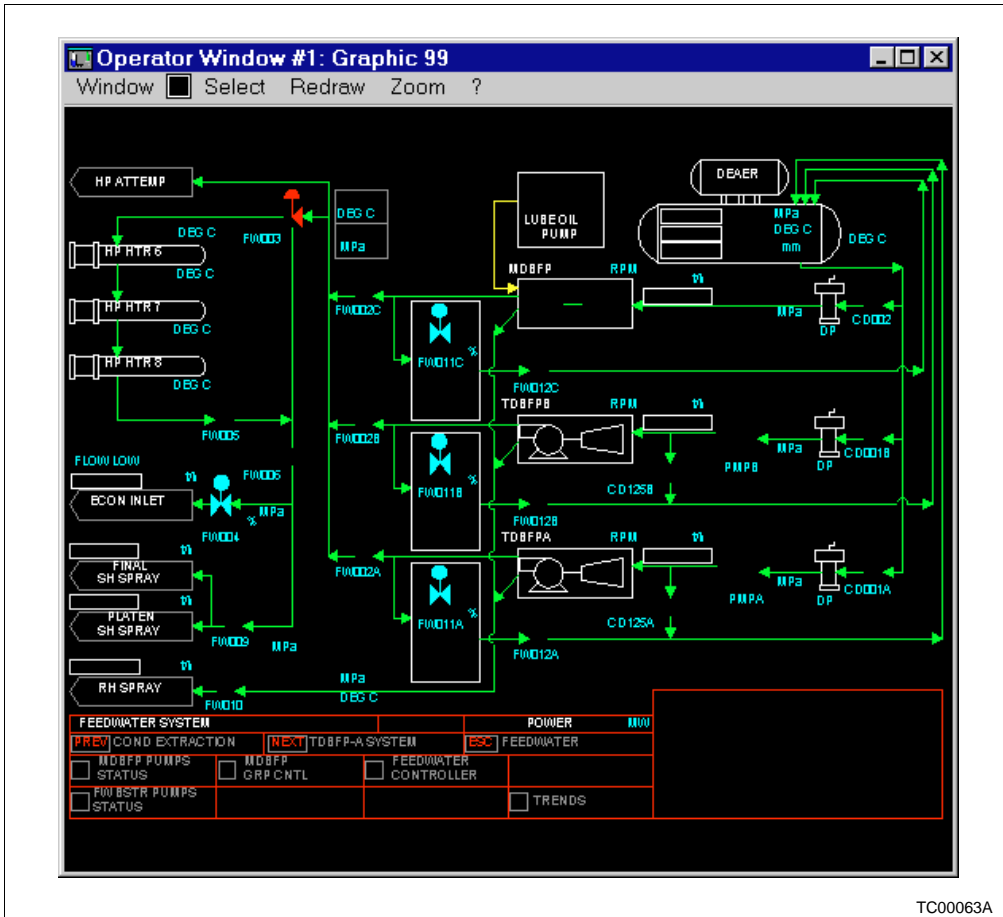 Operator Window #1: Graphic 99
Window Select Redraw Zoom ?
HP ATTEMP
DEG C
FW003
DEG C
MPa
LUBEOIL
PUMP
DEAER
MPa
DEG C
mm
DEG C
HP HTR 6
DEG C
MDBFP
RPM
t/h
HP HTR 7
DEG C
FW002C
FW011C
%
MPa
DP
CD002
HP HTR 8
DEG C
FW012C
TDBFPB
RPM
t/h
FW005
FW002B
MPa
DP
CD001B
PMPB
FLOW LOW
t/h
FW006
ECON INLET
%
MPa
FW004
FW011B
%
CD125B
FW012B
TDBFPA
RPM
t/h
t/h
FINAL
SH SPRAY
FW002A
MPa
DP
CD001A
PMPA
t/h
PLATEN
SH SPRAY
FW009
MPa
FW011A
%
CD125A
FW012A
t/h
RH SPRAY
FW010
MPa
DEG C
FEEDWATER SYSTEM
POWER MW
PREV COND EXTRACTION
NEXT TDBFP-A SYSTEM
ESC FEEDWATER
MDBFP PUMPS
STATUS
MDBFP
GRP CNTL
FEEDWATER
CONTROLLER
FW BSTR PUMPS
STATUS
TRENDS
TC00063A